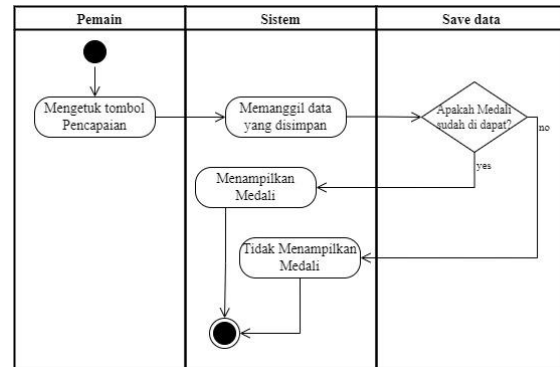 Pemain
Sistem
Save data
Mengetuk tombol
Pencapaian
Memanggil data
yang disimpan
Apakah Medali
sudah di dapat?
no
yes
Menampilkan
Medali
Tidak Menampilkan
Medali